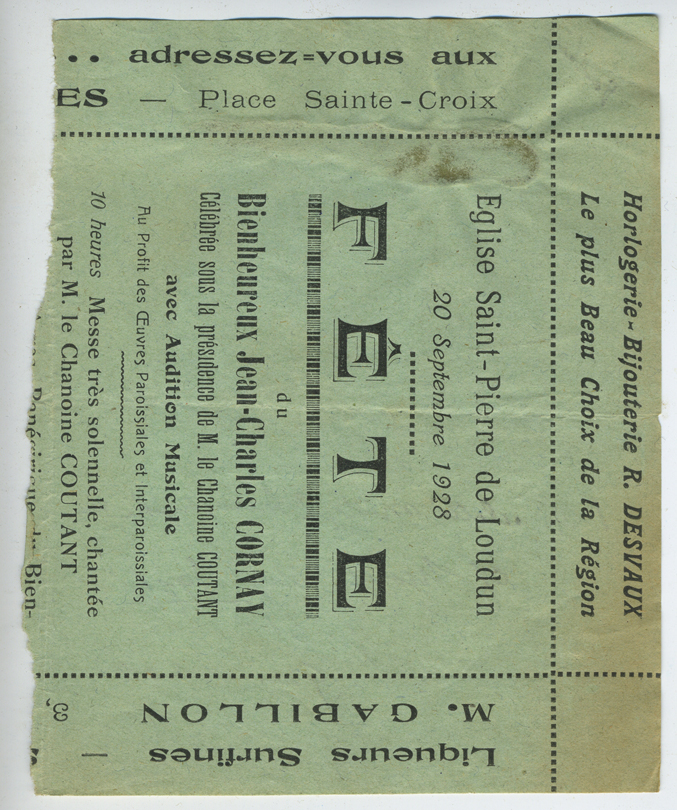 .. adressez=vous aux
ES — Place Sainte-Croix
Horlogerie-Bijouterie R. DESVAUX
Le plus Beau Choix de la Région
Eglise Saint-Pierre de Loudun
20 Septembre 1928
FÊTE
du
Bienheureux Jean-Charles CORNAY
Célébrée sous la présidence de M. le Chanoine COUTANT
avec Audition Musicale
Au Profit des Œuvres Paroissiales et Interparoissiales
10 heures Messe très solennelle, chantée
par M. le Chanoine COUTANT
Panégirique du Bien-
Liqueurs Surfines —
M. GABILLON